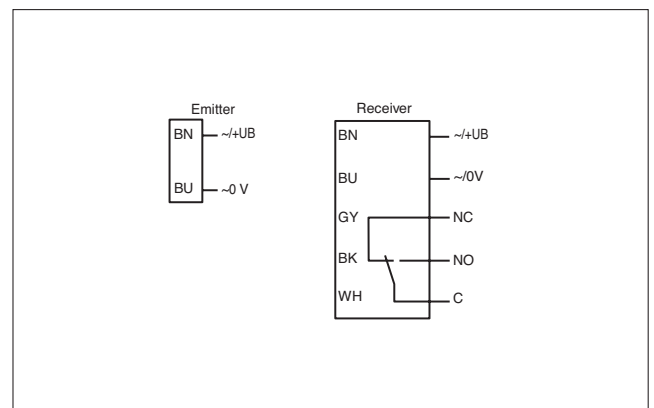 Emitter
BN ~/+UB
BU ~0 V
Receiver
BN ~/+UB
BU ~/0V
GY NC
BK NO
WH C